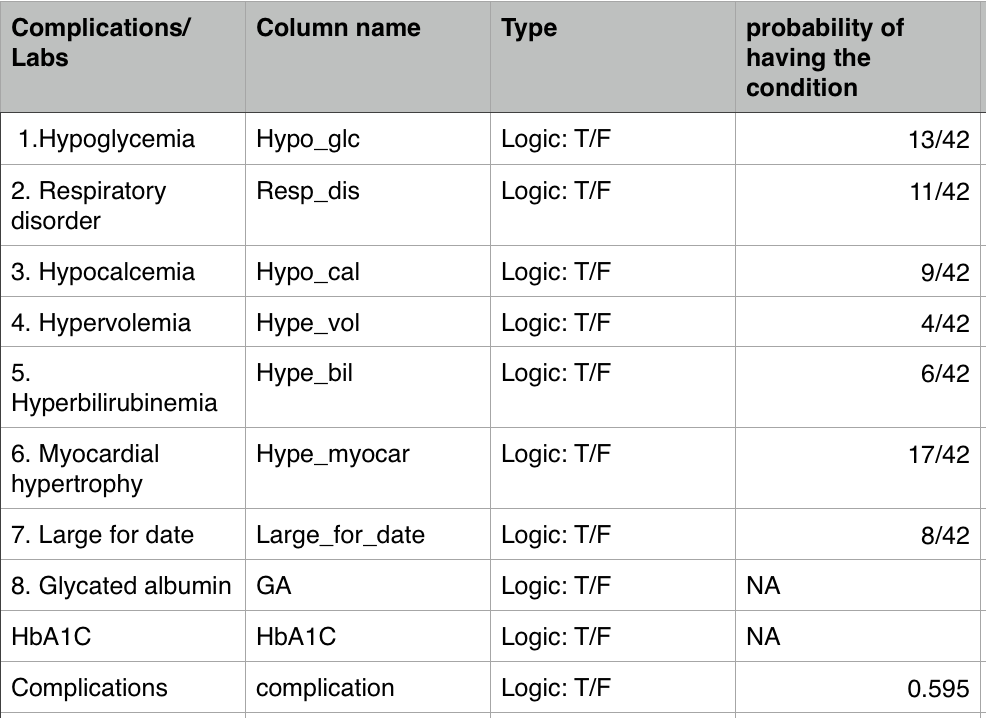 Complications/ Column name Type probability of
Labs having the
condition
1.Hypoglycemia Hypo_glc Logic: T/F 13/42
2. Respiratory Resp_dis Logic: T/F 11/42
disorder
3. Hypocalcemia Hypo_cal Logic: T/F 9/42
4. Hypervolemia Hype_vol Logic: T/F 4/42
5. Hype_bil Logic: T/F 6/42
Hyperbilirubinemia
6. Myocardial Hype_myocar Logic: T/F 17/42
hypertrophy
7. Large for date Large_for_date Logic: T/F 8/42
8. Glycated albumin GA Logic: T/F NA
HbA1C HbA1C Logic: T/F NA
Complications complication Logic: T/F 0.595